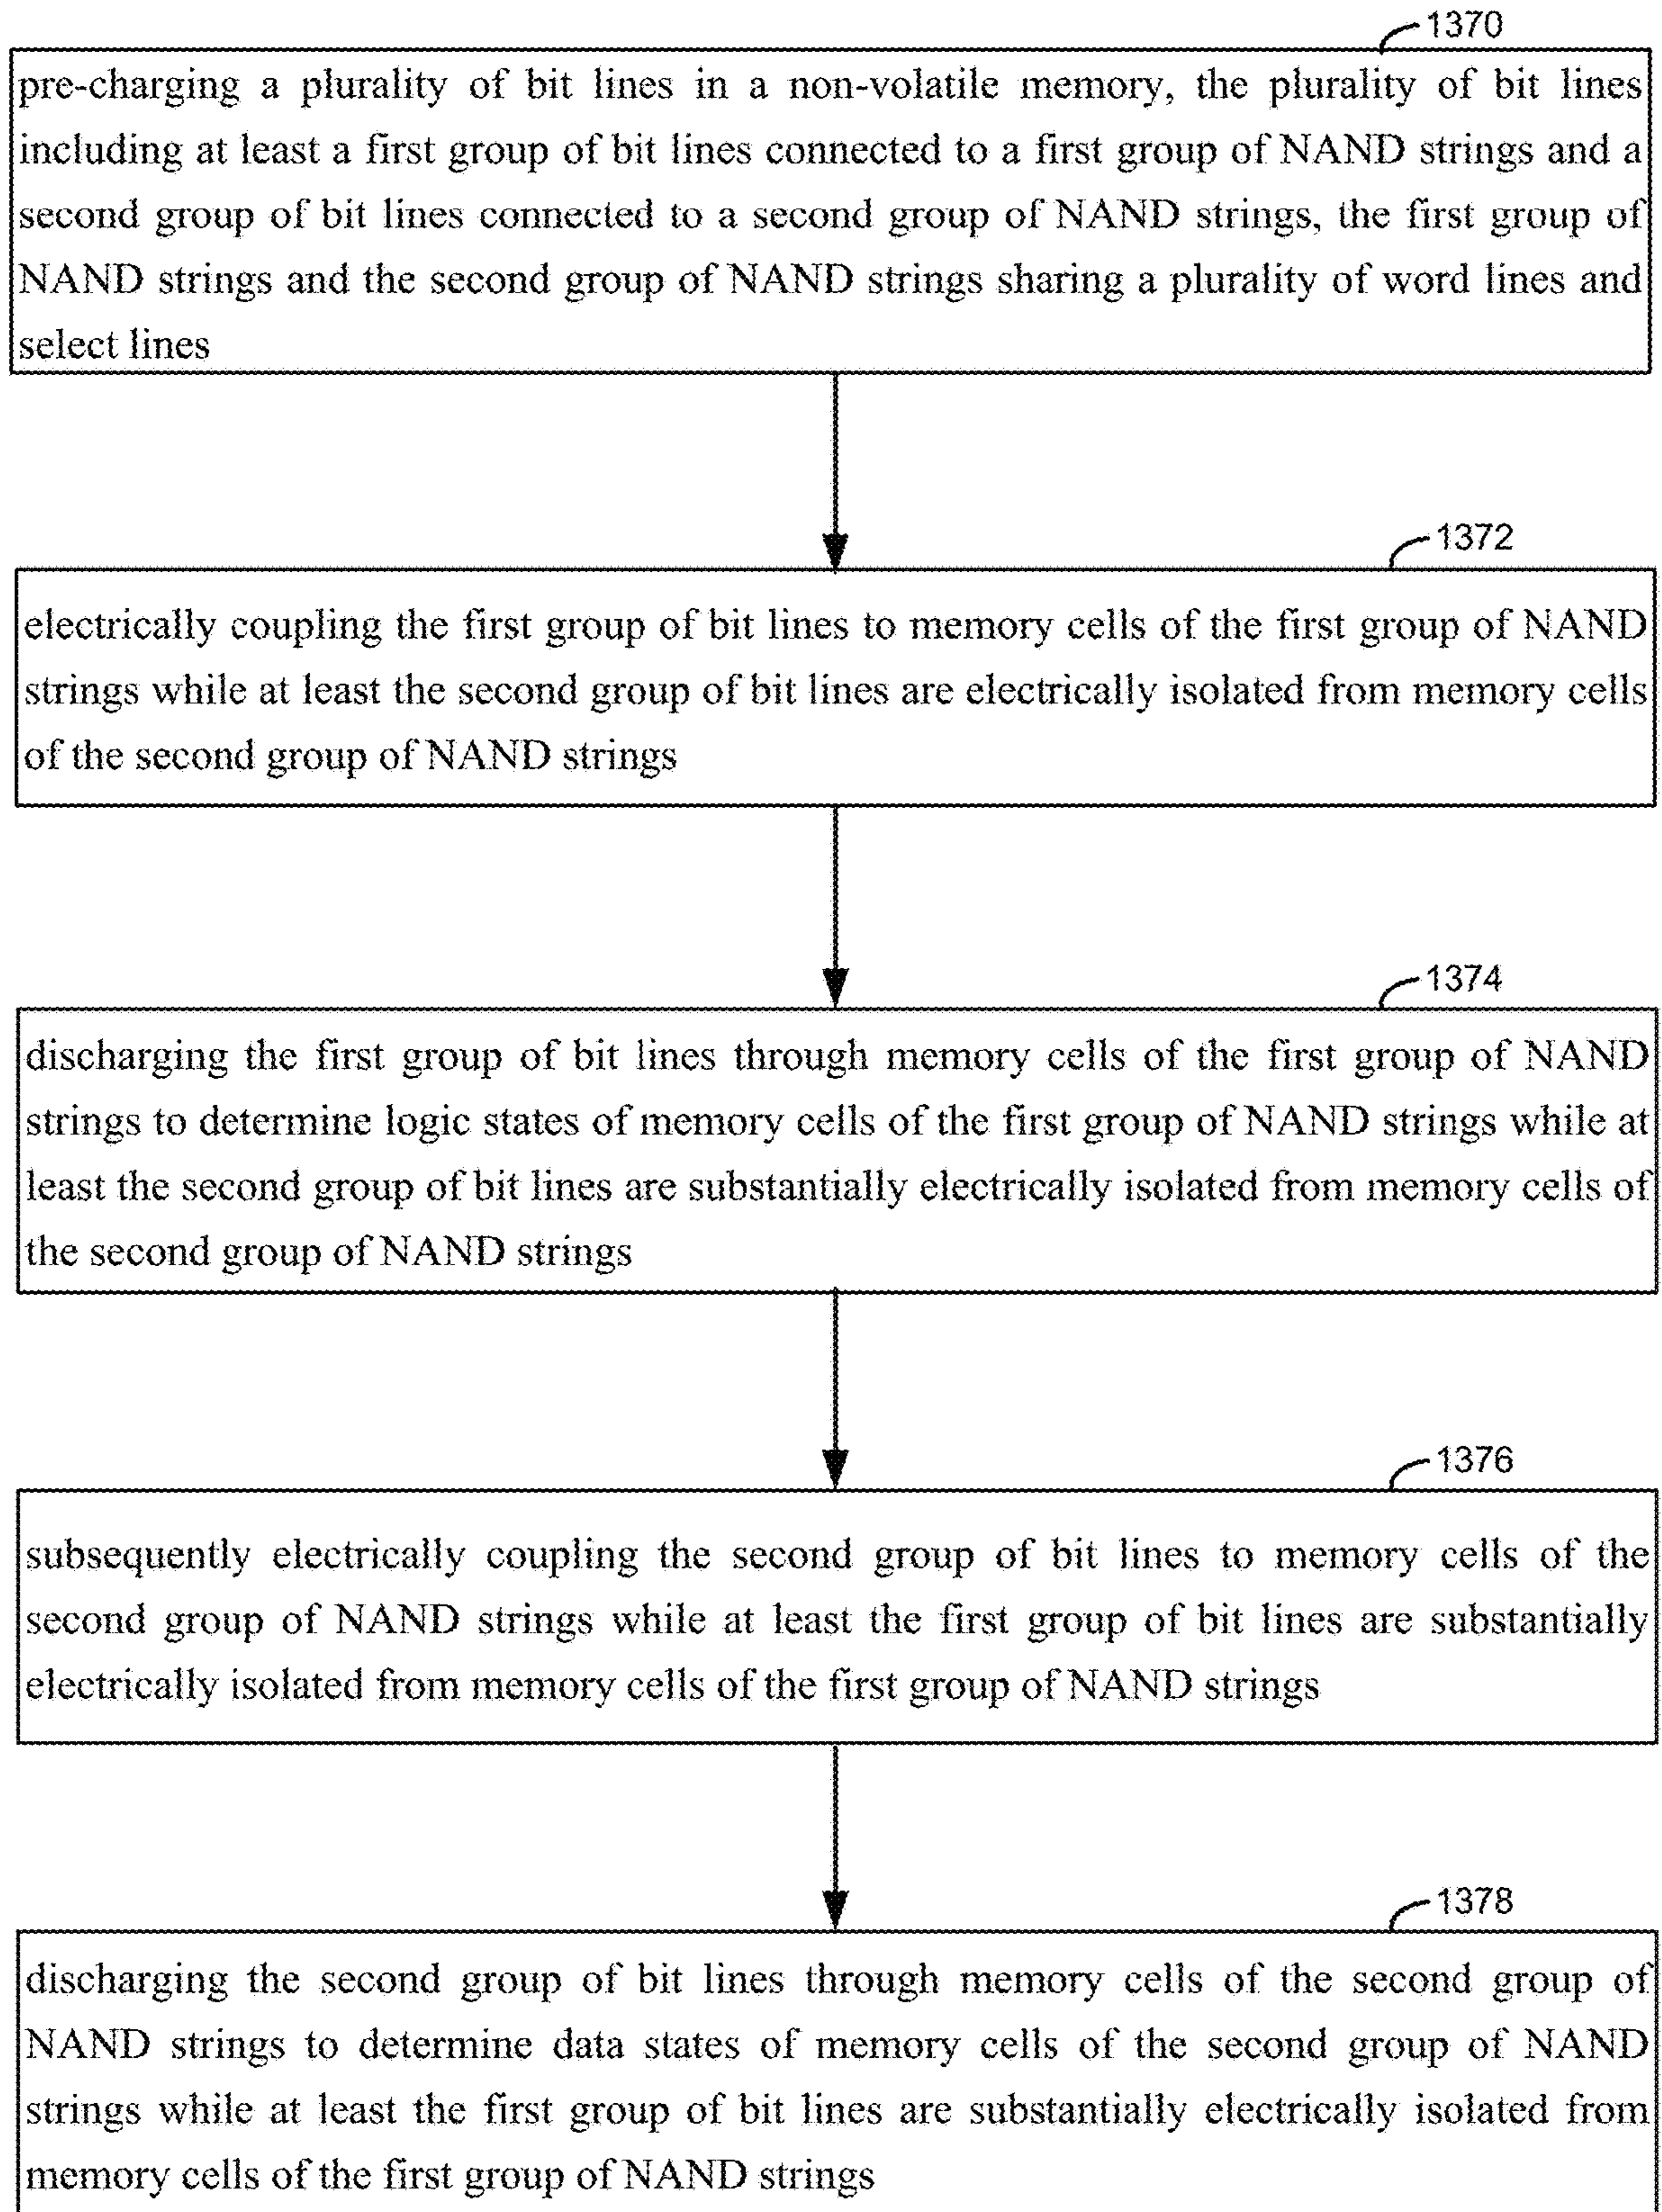 1370
pre-charging a plurality of bit lines in a non-volatile memory, the plurality of bit lines
including at least a first group of bit lines connected to a first group of NAND strings and a
second group of bit lines connected to a second group of NAND strings, the first group of
NAND strings and the second group of NAND strings sharing a plurality of word lines and
select lines
1372
electrically coupling the first group of bit lines to memory cells of the first group of NAND
strings while at least the second group of bit lines are electrically isolated from memory cells
of the second group of NAND strings
1374
discharging the first group of bit lines through memory cells of the first group of NAND
strings to determine logic states of memory cells of the first group of NAND strings while at
least the second group of bit lines are substantially electrically isolated from memory cells of
the second group of NAND strings
1376
subsequently electrically coupling the second group of bit lines to memory cells of the
second group of NAND strings while at least the first group of bit lines are substantially
electrically isolated from memory cells of the first group of NAND strings
1378
discharging the second group of bit lines through memory cells of the second group of
NAND strings to determine data states of memory cells of the second group of NAND
strings while at least the first group of bit lines are substantially electrically isolated from
memory cells of the first group of NAND strings